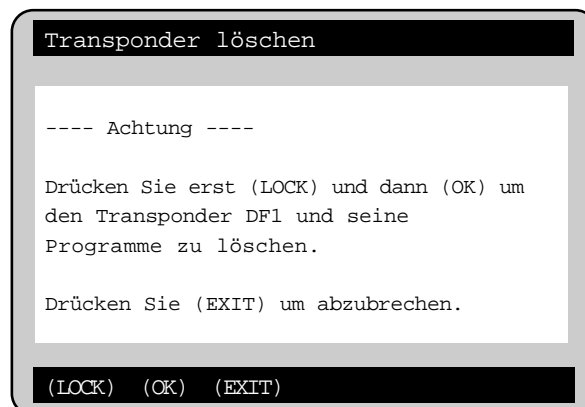 Transponder löschen
---- Achtung ----
Drücken Sie erst (LOCK) und dann (OK) um
den Transponder DF1 und seine
Programme zu löschen.
Drücken Sie (EXIT) um abzubrechen.
(LOCK) (OK) (EXIT)